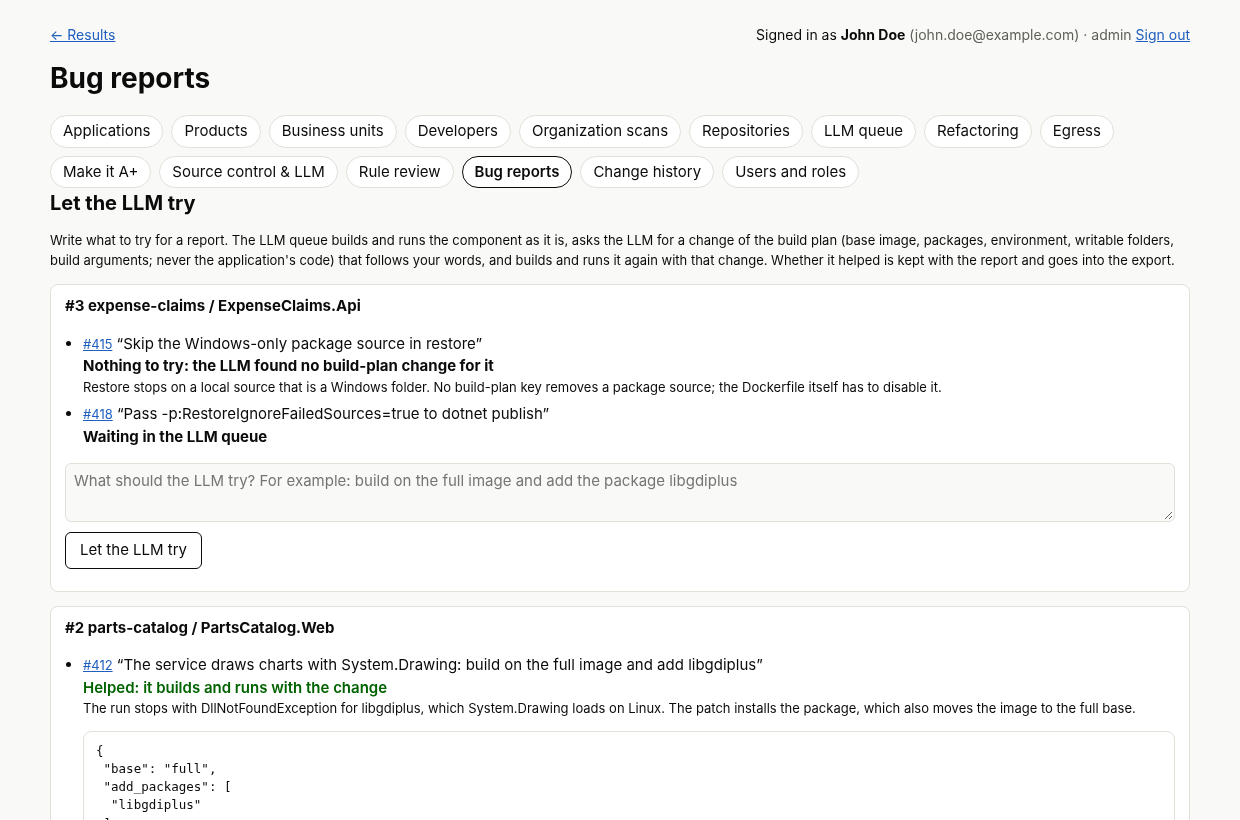 ← Results
Signed in as John Doe (john.doe@example.com) · admin Sign out
Bug reports
Applications
Products
Business units
Developers
Organization scans
Repositories
LLM queue
Refactoring
Egress
Make it A+
Source control & LLM
Rule review
Bug reports
Change history
Users and roles
Let the LLM try
Write what to try for a report. The LLM queue builds and runs the component as it is, asks the LLM for a change of the build plan (base image, packages, environment, writable folders,
build arguments; never the application's code) that follows your words, and builds and runs it again with that change. Whether it helped is kept with the report and goes into the export.
#3 expense-claims / ExpenseClaims.Api
#415 “Skip the Windows-only package source in restore”
Nothing to try: the LLM found no build-plan change for it
Restore stops on a local source that is a Windows folder. No build-plan key removes a package source; the Dockerfile itself has to disable it.
#418 “Pass -p:RestoreIgnoreFailedSources=true to dotnet publish”
Waiting in the LLM queue
What should the LLM try? For example: build on the full image and add the package libgdiplus
Let the LLM try
#2 parts-catalog / PartsCatalog.Web
#412 “The service draws charts with System.Drawing: build on the full image and add libgdiplus”
Helped: it builds and runs with the change
The run stops with DllNotFoundException for libgdiplus, which System.Drawing loads on Linux. The patch installs the package, which also moves the image to the full base.
{
"base": "full",
"add_packages": [
"libgdiplus"